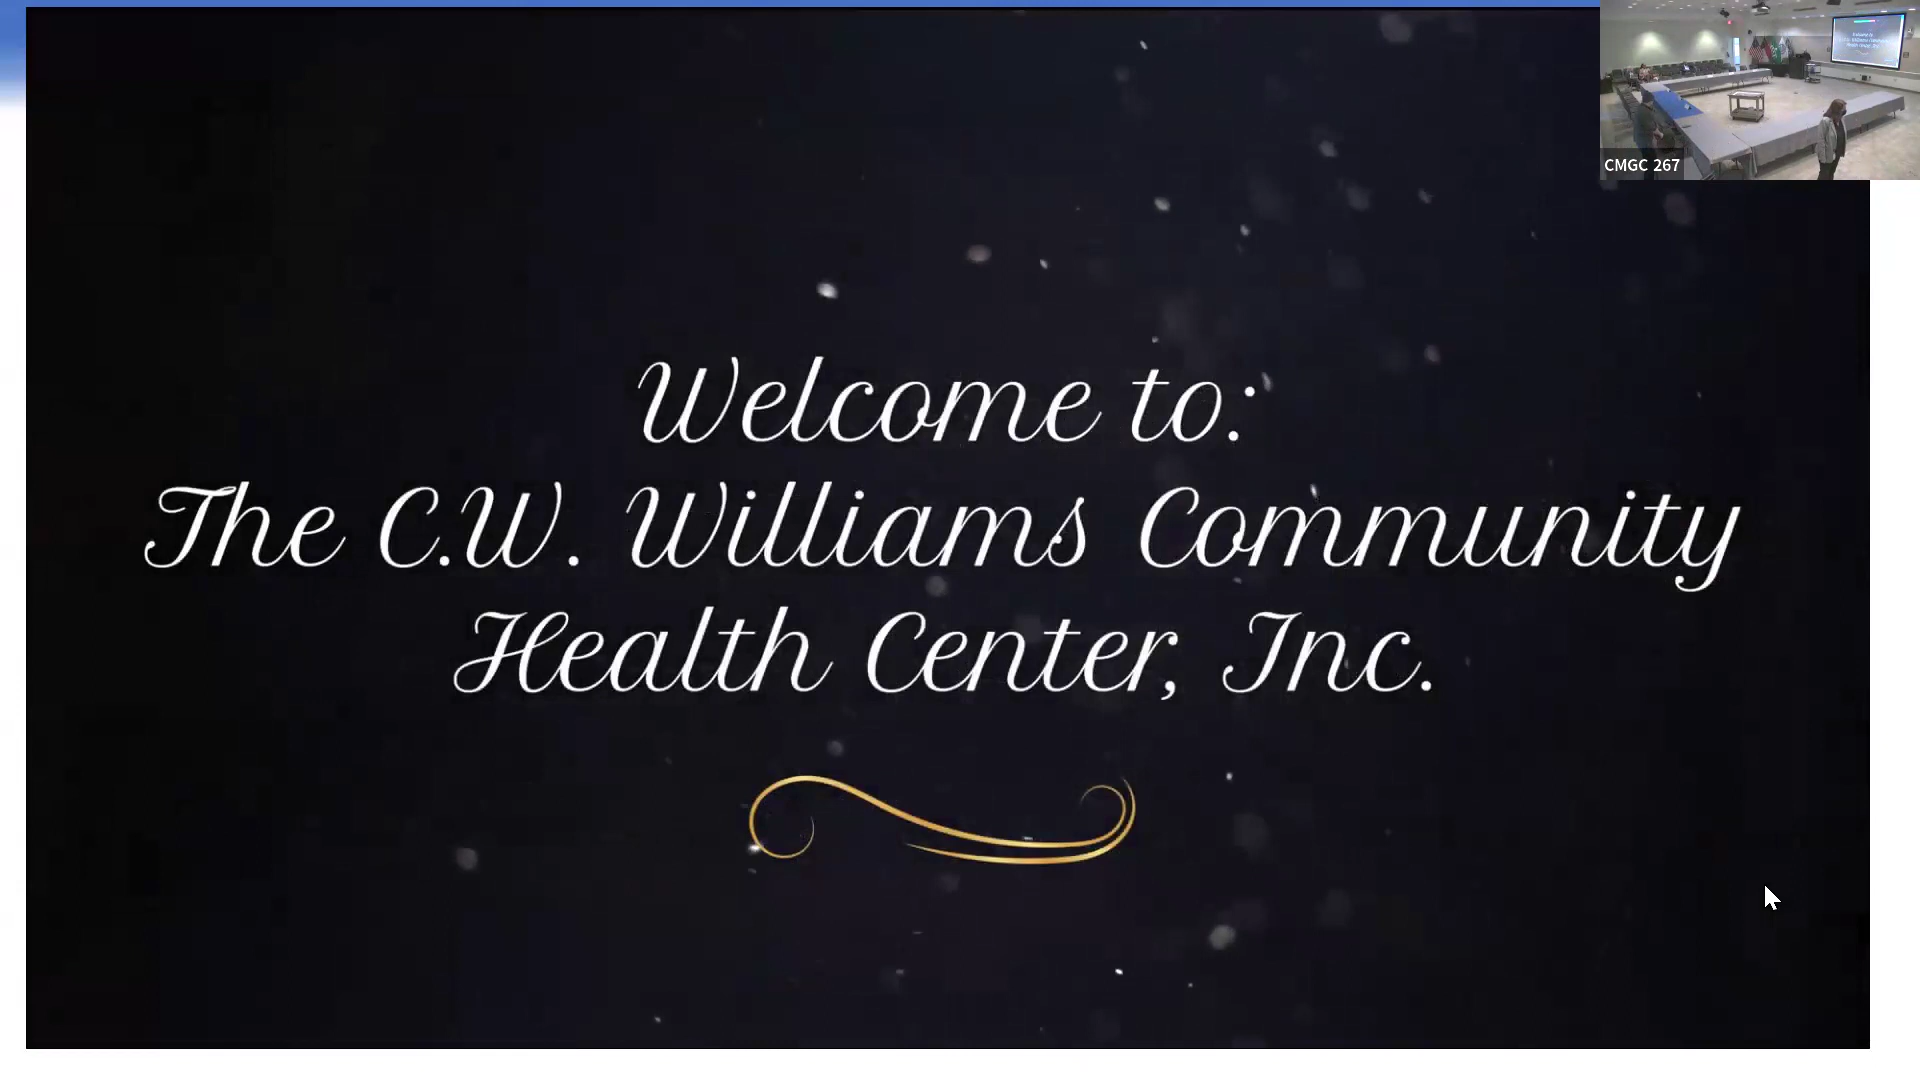 CMGC 267
Welcome to:
The C.W. Williams Community
Health Center, Inc.